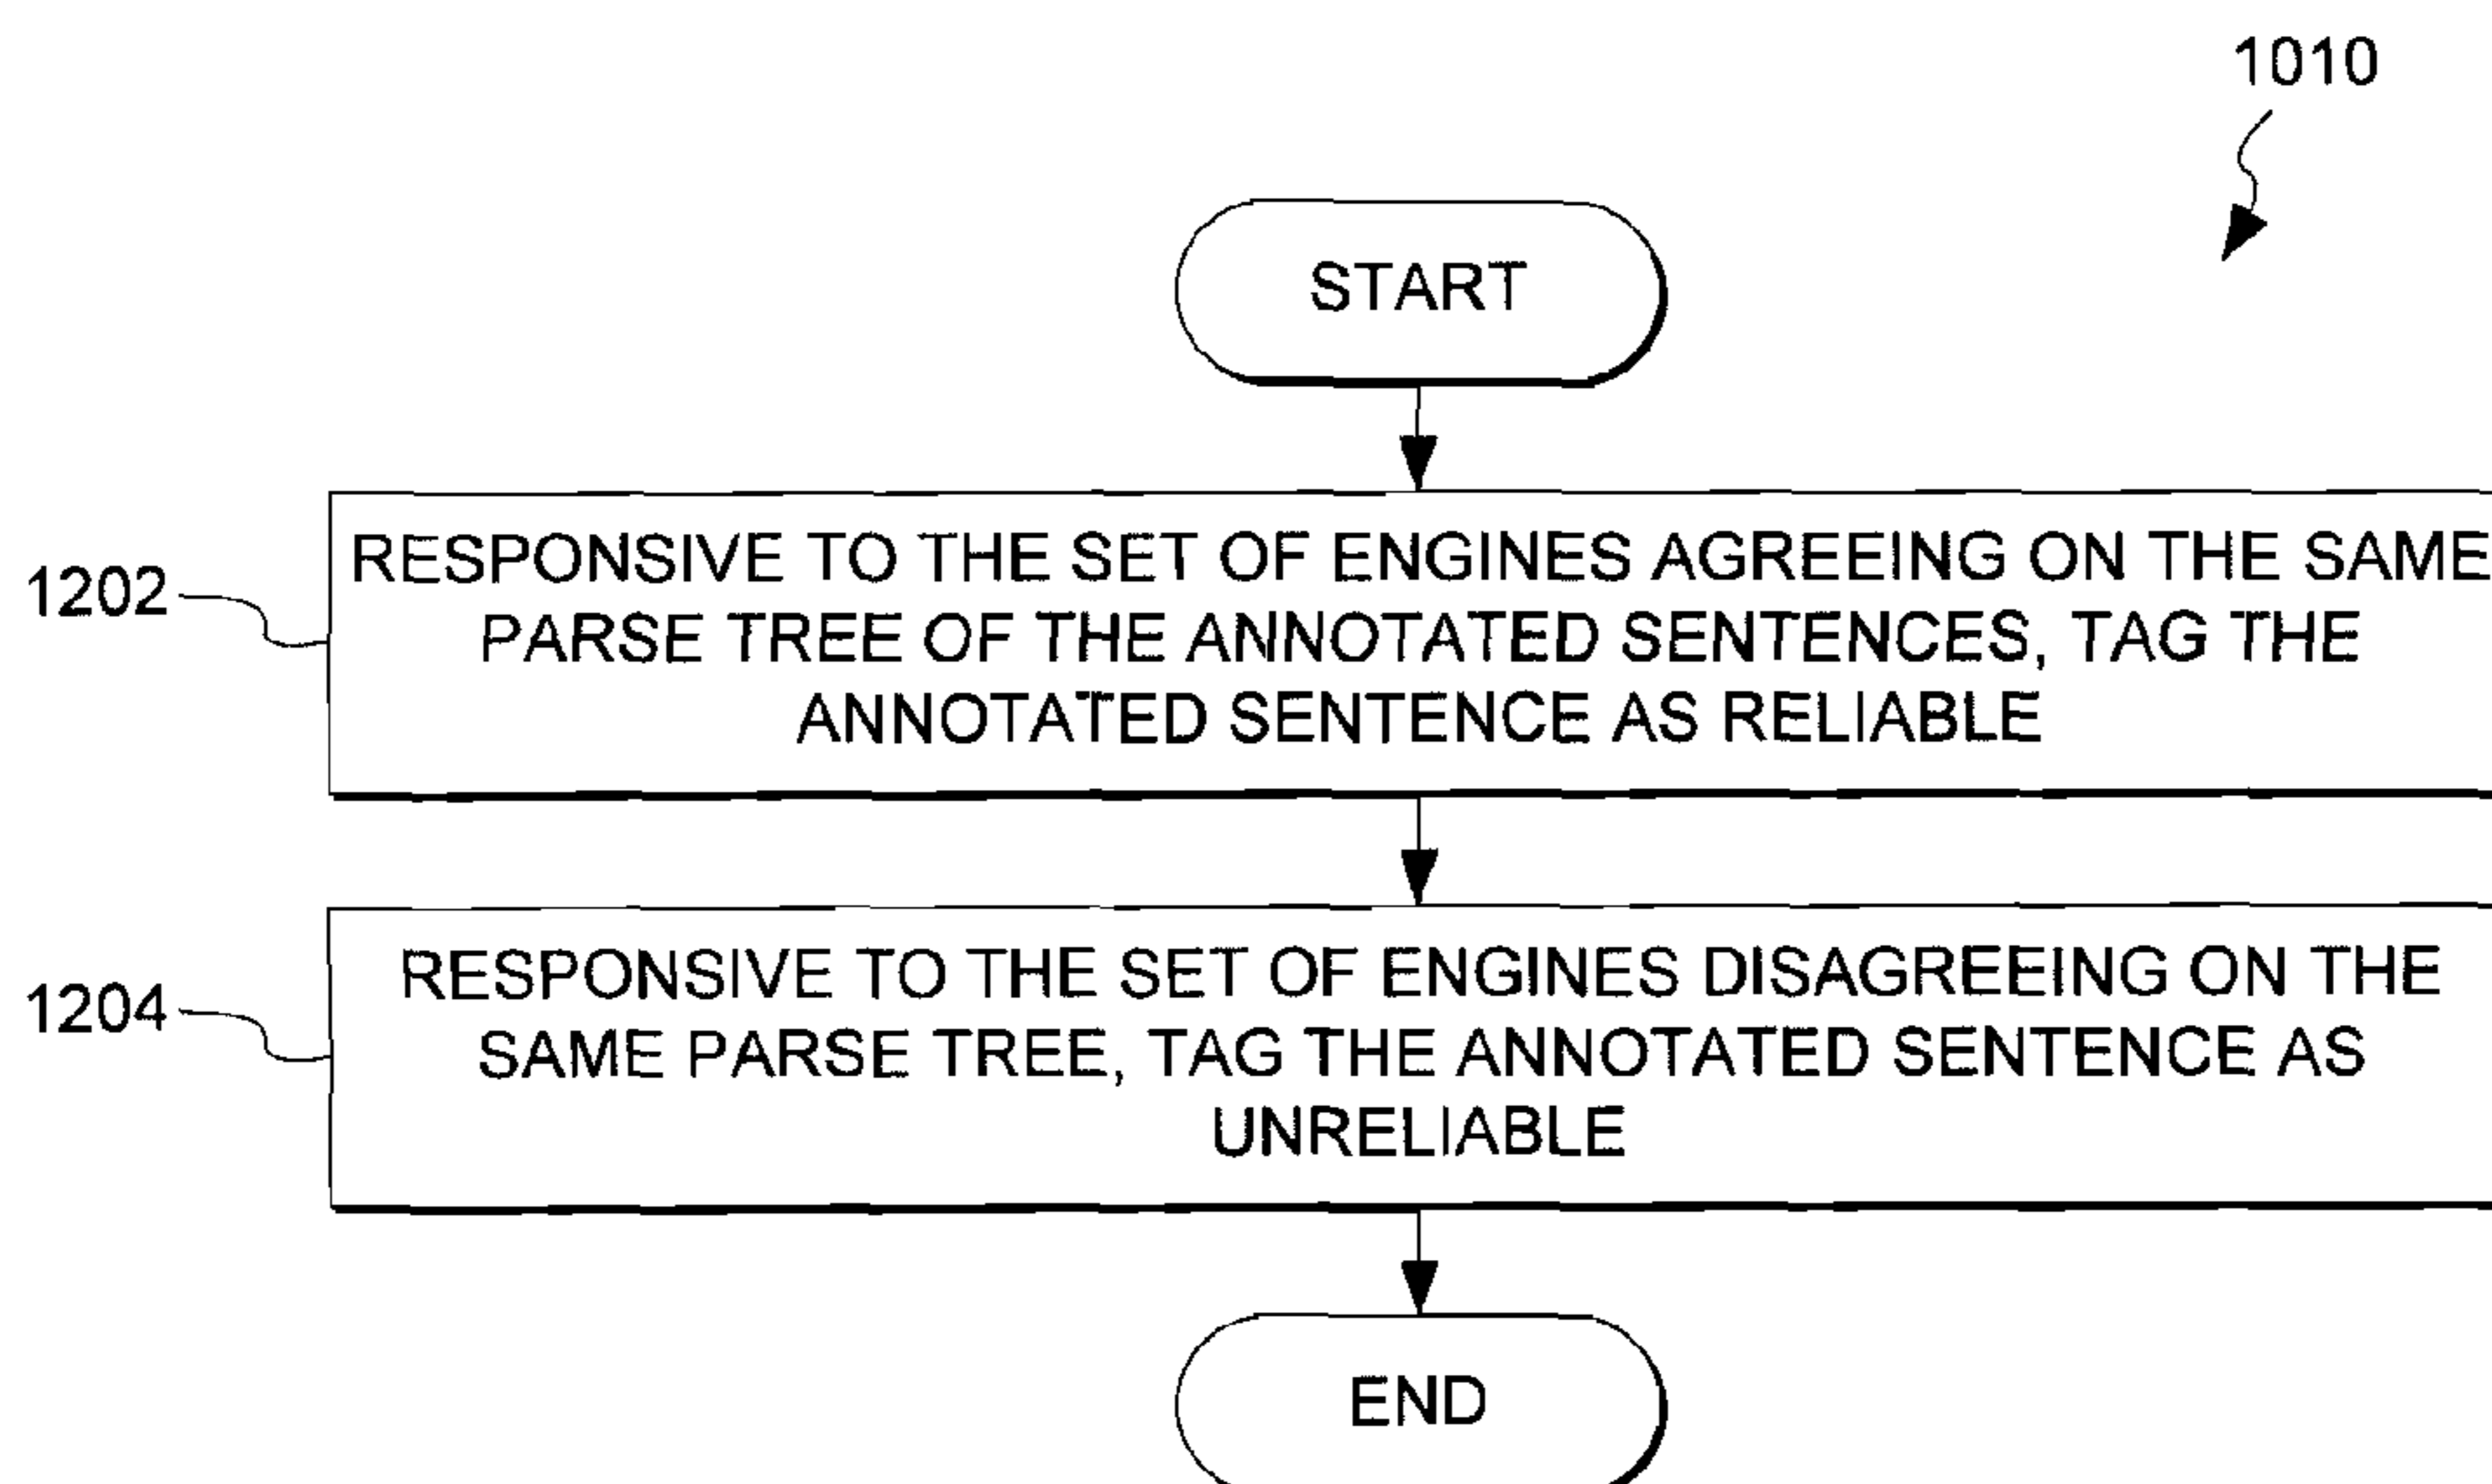 1010
START
1202
RESPONSIVE TO THE SET OF ENGINES AGREEING ON THE SAME
PARSE TREE OF THE ANNOTATED SENTENCES, TAG THE
ANNOTATED SENTENCE AS RELIABLE
1204
RESPONSIVE TO THE SET OF ENGINES DISAGREEING ON THE
SAME PARSE TREE, TAG THE ANNOTATED SENTENCE AS
UNRELIABLE
END